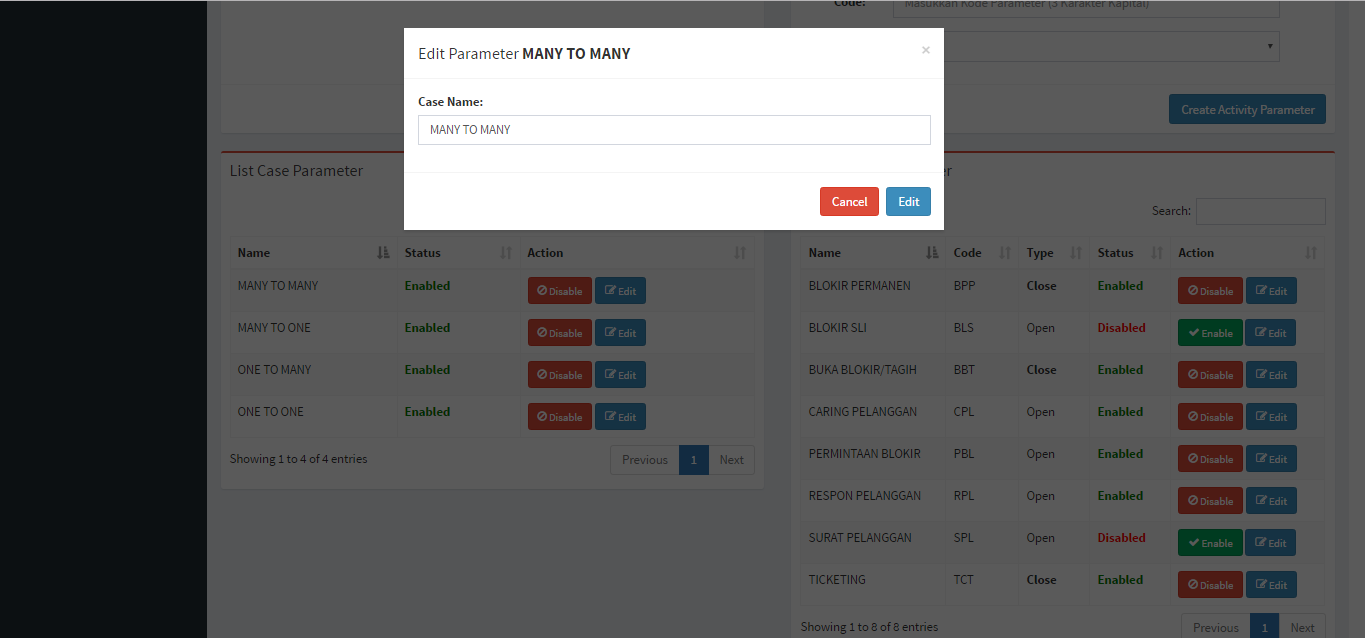 Code:
Masukkan Kode Parameter (3 Karakter Kapital)
Edit Parameter MANY TO MANY
×
Case Name:
MANY TO MANY
Cancel
Edit
Create Activity Parameter
List Case Parameter
Search:
Name Status Action
MANY TO MANY Enabled Disable Edit
MANY TO ONE Enabled Disable Edit
ONE TO MANY Enabled Disable Edit
ONE TO ONE Enabled Disable Edit
Showing 1 to 4 of 4 entries
Previous 1 Next
Name Code Type Status Action
BLOKIR PERMANEN BPP Close Enabled Disable Edit
BLOKIR SLI BLS Open Disabled Enable Edit
BUKA BLOKIR/TAGIH BBT Close Enabled Disable Edit
CARING PELANGGAN CPL Open Enabled Disable Edit
PERMINTAAN BLOKIR PBL Open Enabled Disable Edit
RESPON PELANGGAN RPL Open Enabled Disable Edit
SURAT PELANGGAN SPL Open Disabled Enable Edit
TICKETING TCT Close Enabled Disable Edit
Showing 1 to 8 of 8 entries
Previous 1 Next